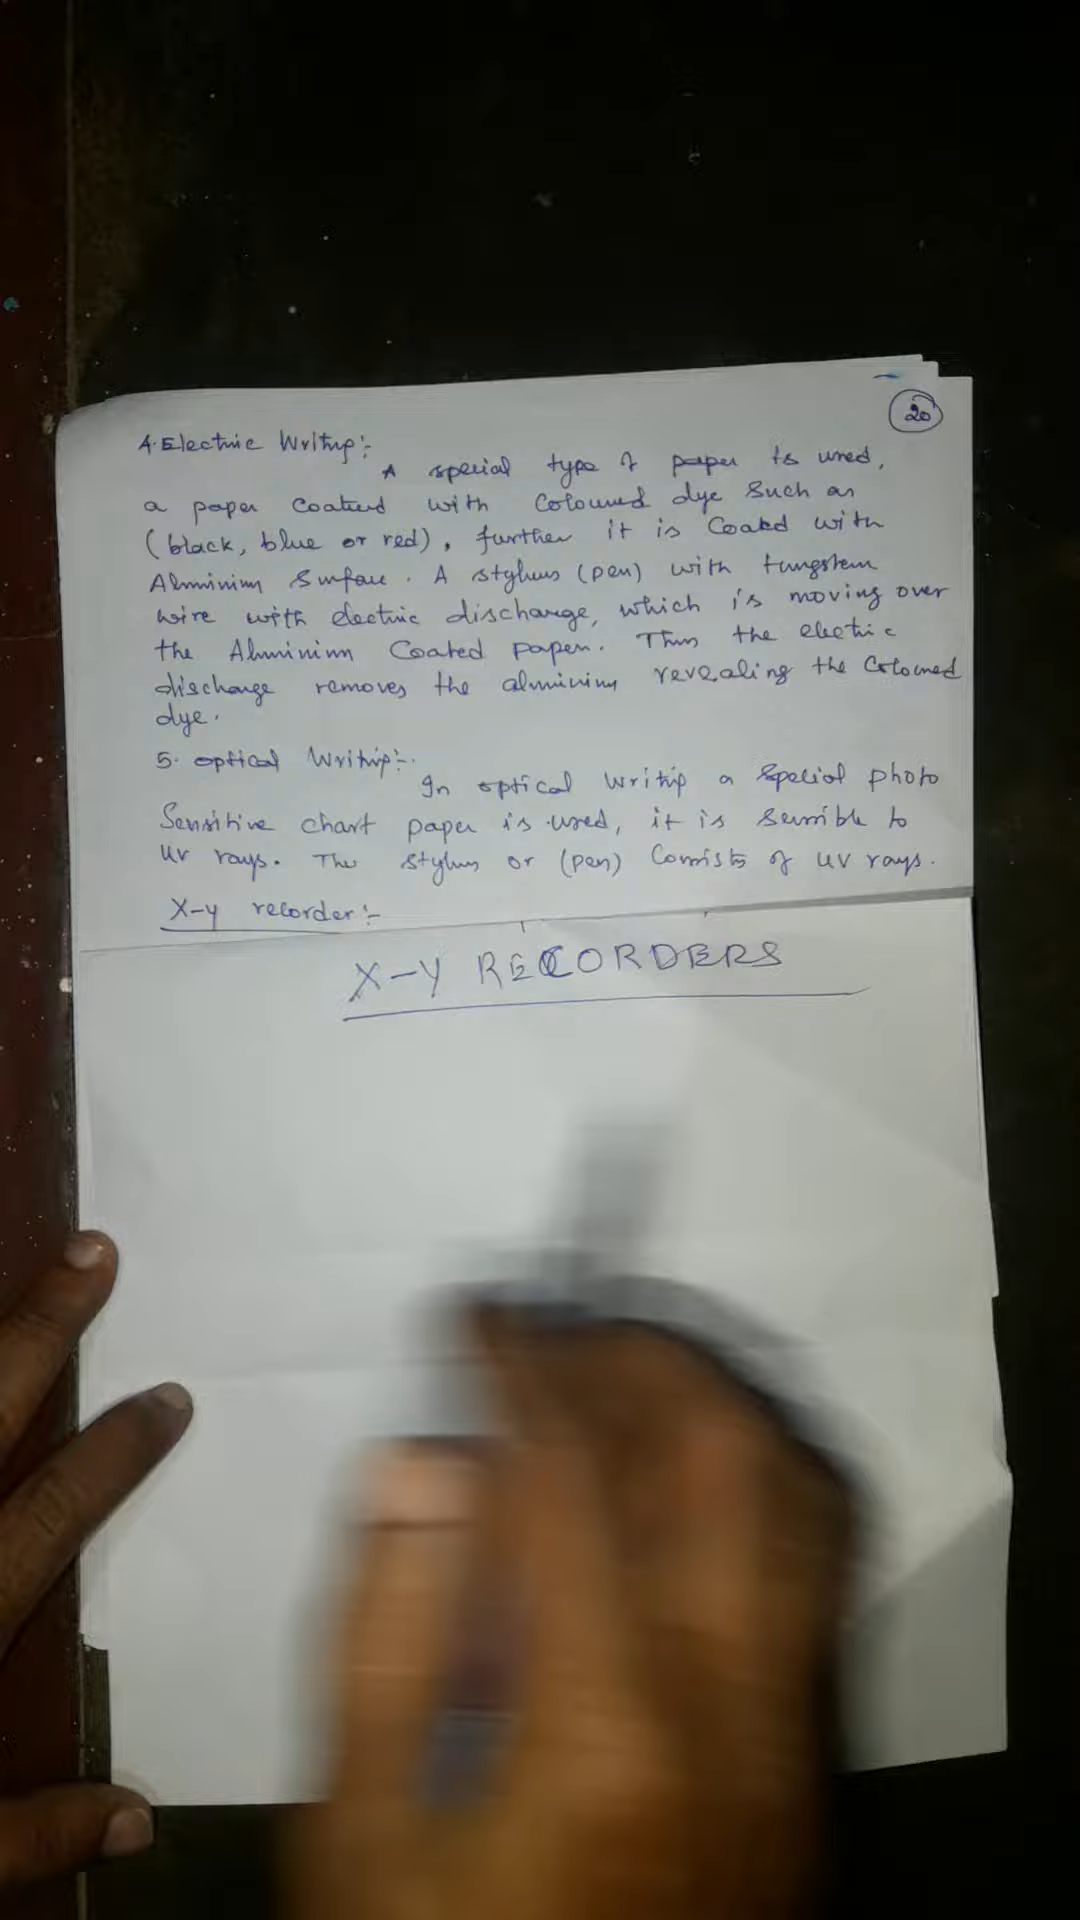 20
4. Electric Writing:-
A special type of paper is used,
a paper coated with coloured dye such as
(black, blue or red), further it is Coated with
Alminium Surface. A stylus (pen) with tungsten
wire with electric discharge, which is moving over
the Aluminium Coated paper. Thus the electric
discharge removes the alminium revealing the Coloured
dye.
5. optical Writing:-
In optical writing a special photo
Sensitive chart paper is used, it is sensible to
UV rays. The stylus or (pen) Consists of UV rays.
X-y recorder:-
X-Y RECORDERS